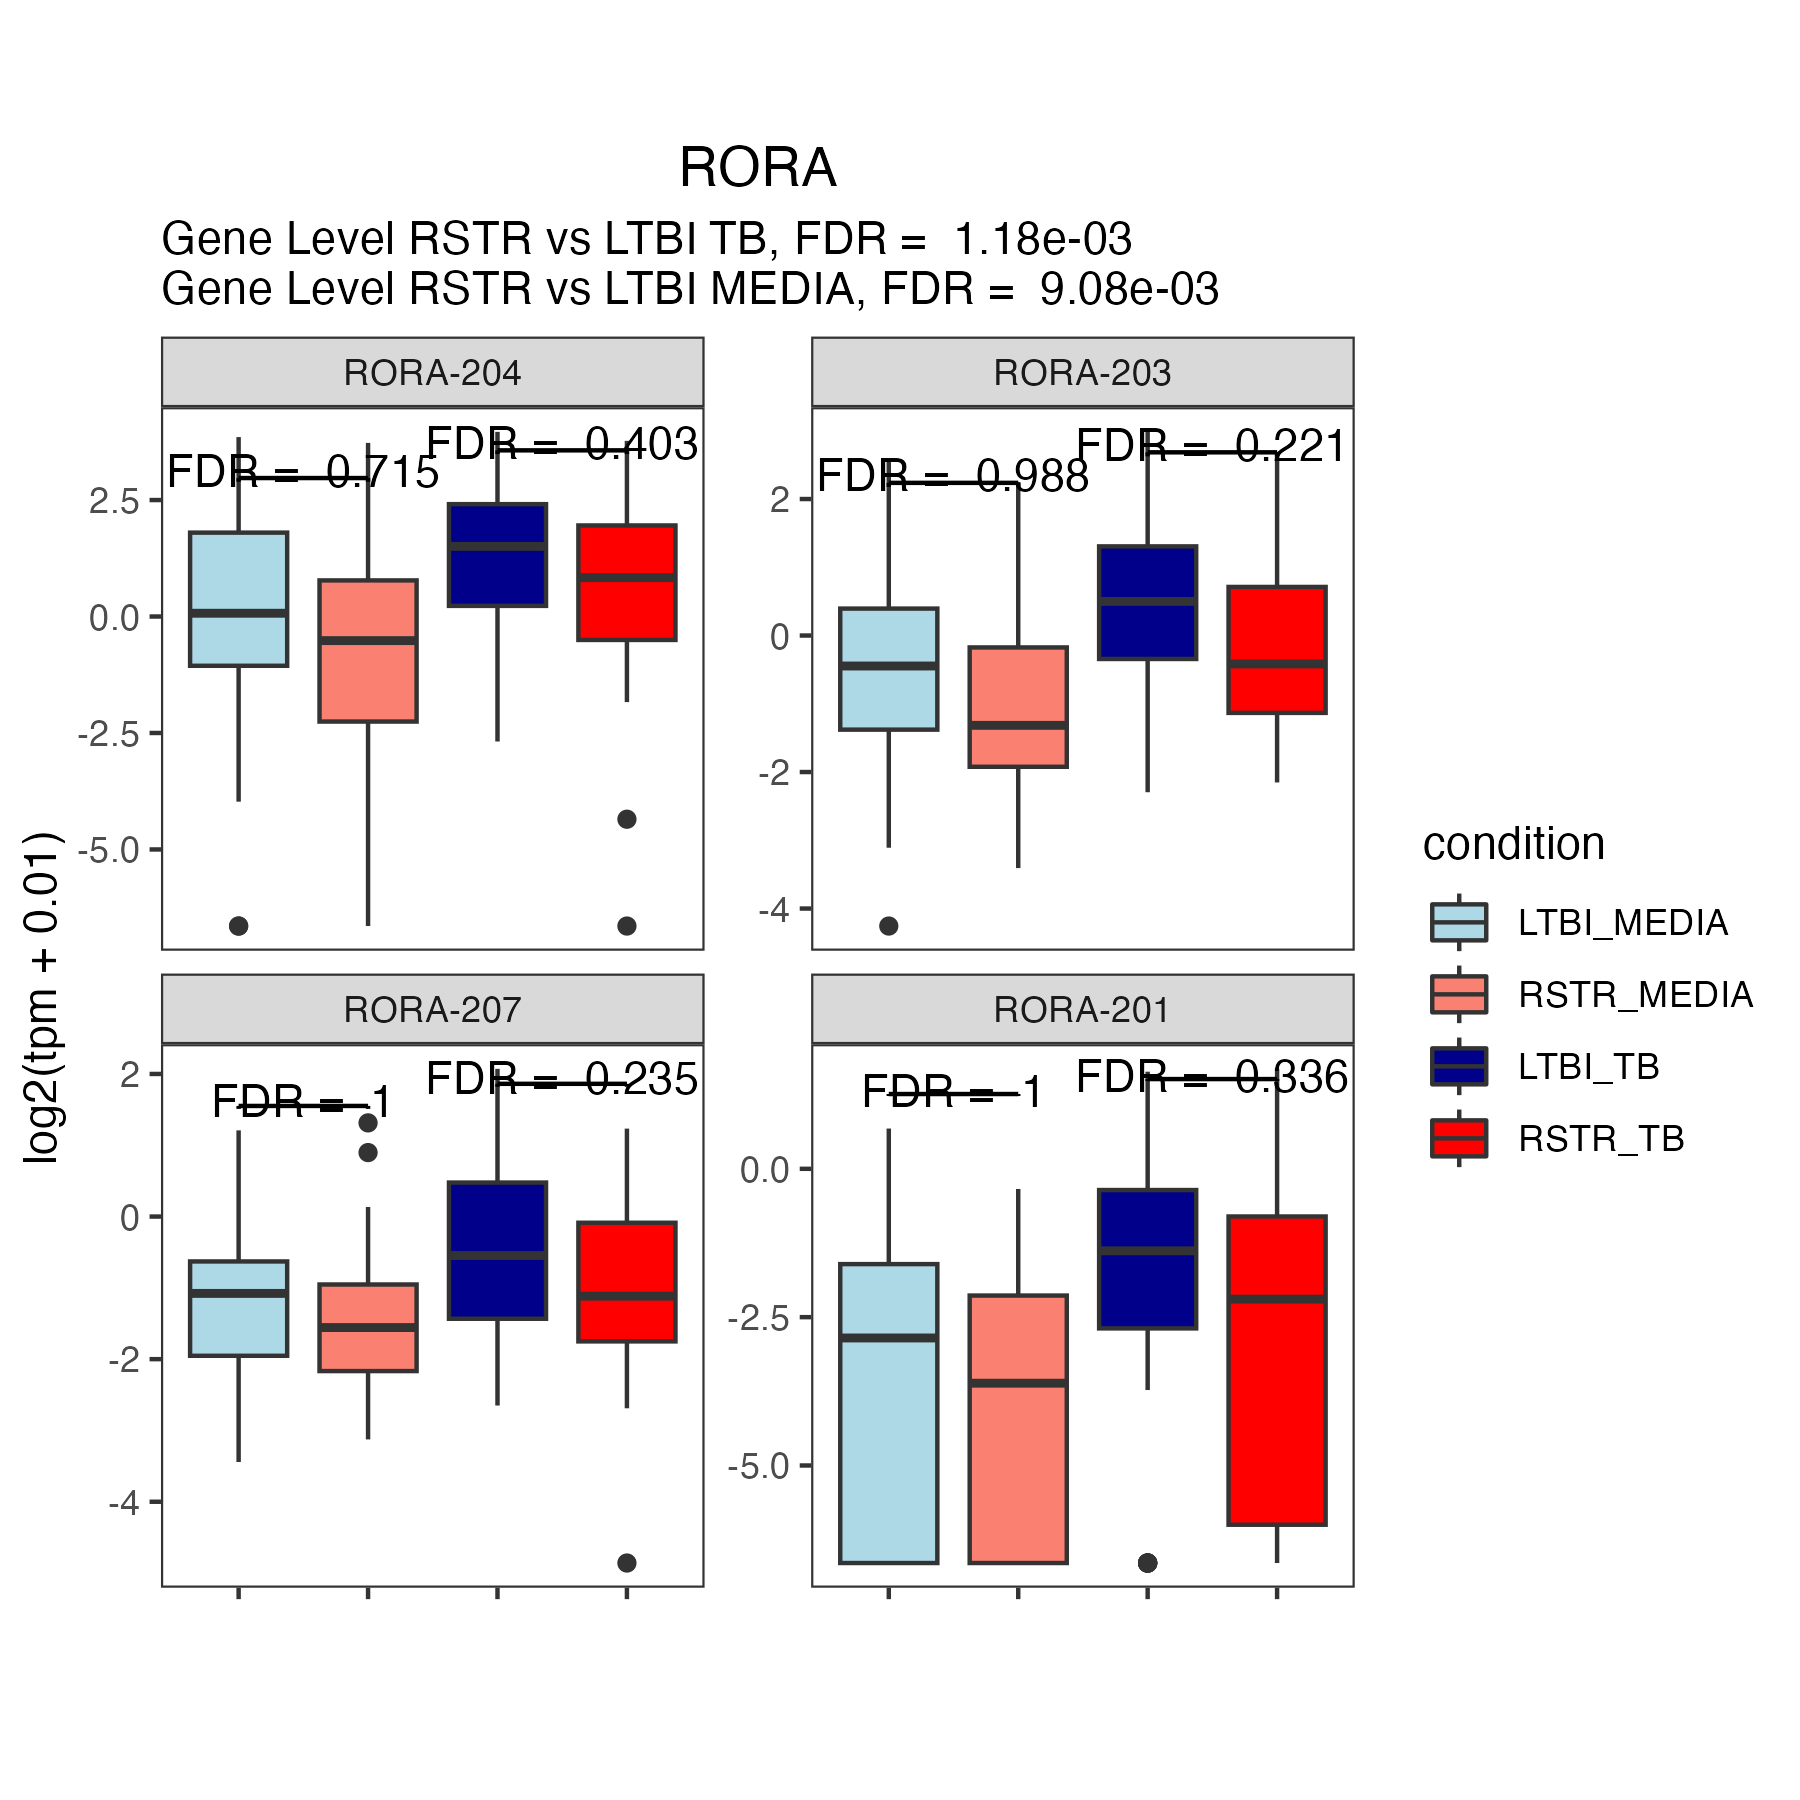 RORA
Gene Level RSTR vs LTBI TB, FDR =  1.18e-03
Gene Level RSTR vs LTBI MEDIA, FDR =  9.08e-03
RORA-204
RORA-203
FDR =  0.715
FDR =  0.403
FDR =  0.988
FDR =  0.221
2.5
0.0
-2.5
-5.0
2
0
-2
-4
RORA-207
RORA-201
FDR =  1
FDR =  0.235
FDR =  1
FDR =  0.336
2
0
-2
-4
0.0
-2.5
-5.0
log2(tpm + 0.01)
condition
LTBI_MEDIA
RSTR_MEDIA
LTBI_TB
RSTR_TB